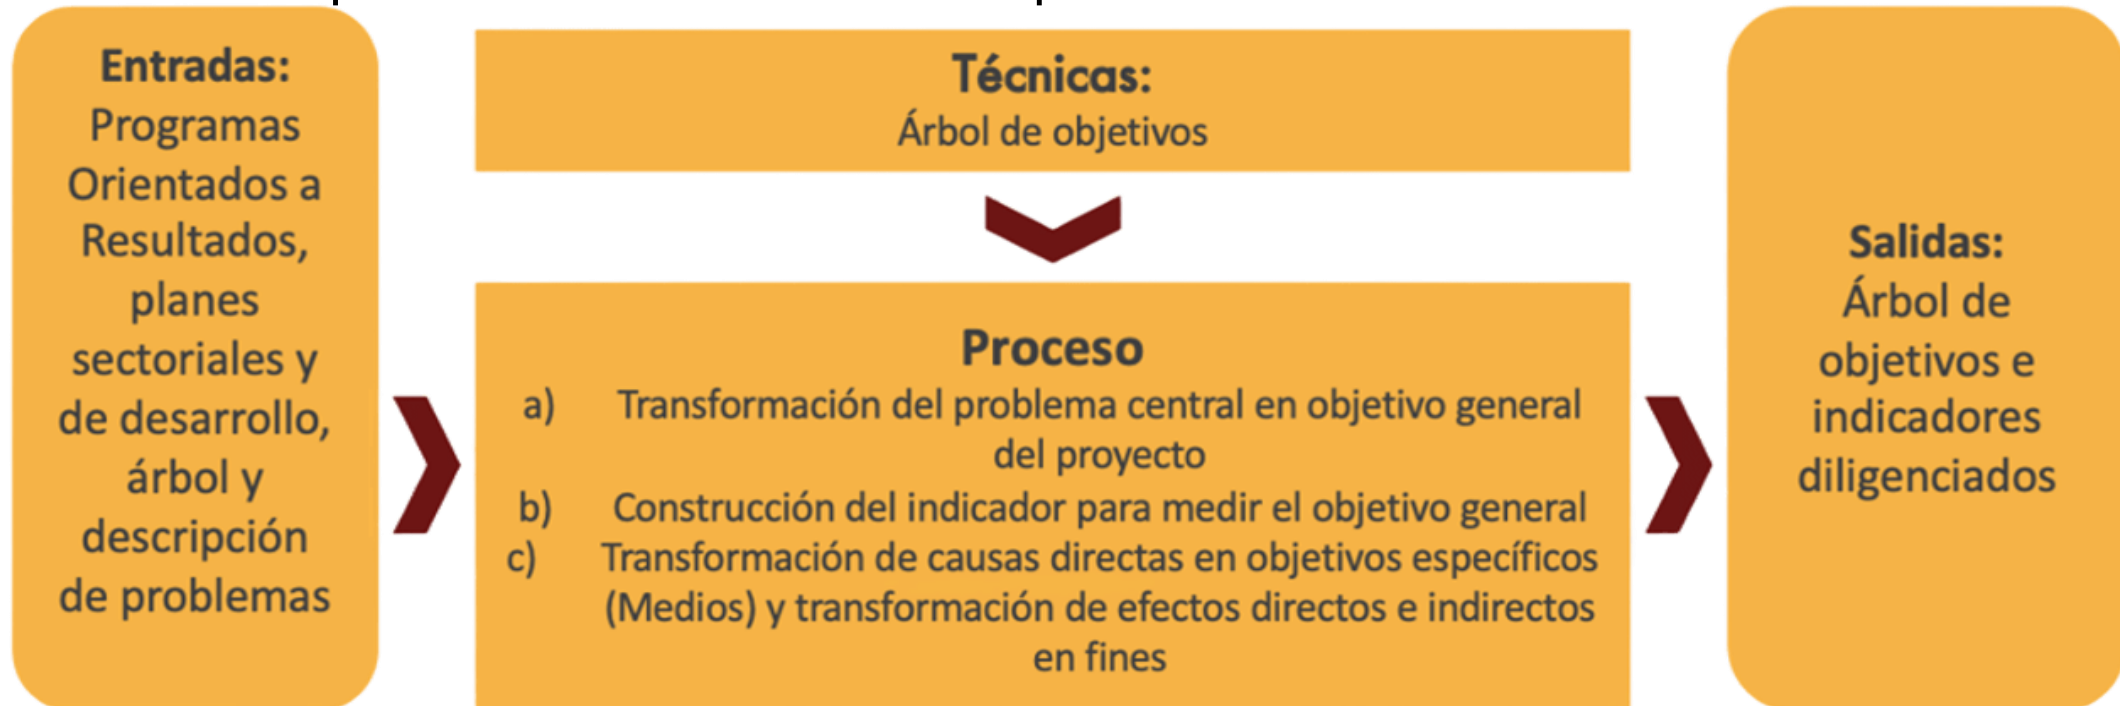 Entradas:
Programas
Orientados a
Resultados,
planes
sectoriales y
de desarrollo,
árbol y
descripción
de problemas
Técnicas:
Árbol de objetivos
Proceso
a) Transformación del problema central en objetivo general
del proyecto
b) Construcción del indicador para medir el objetivo general
c) Transformación de causas directas en objetivos específicos
(Medios) y transformación de efectos directos e indirectos
en fines
Salidas:
Árbol de
objetivos e
indicadores
diligenciados